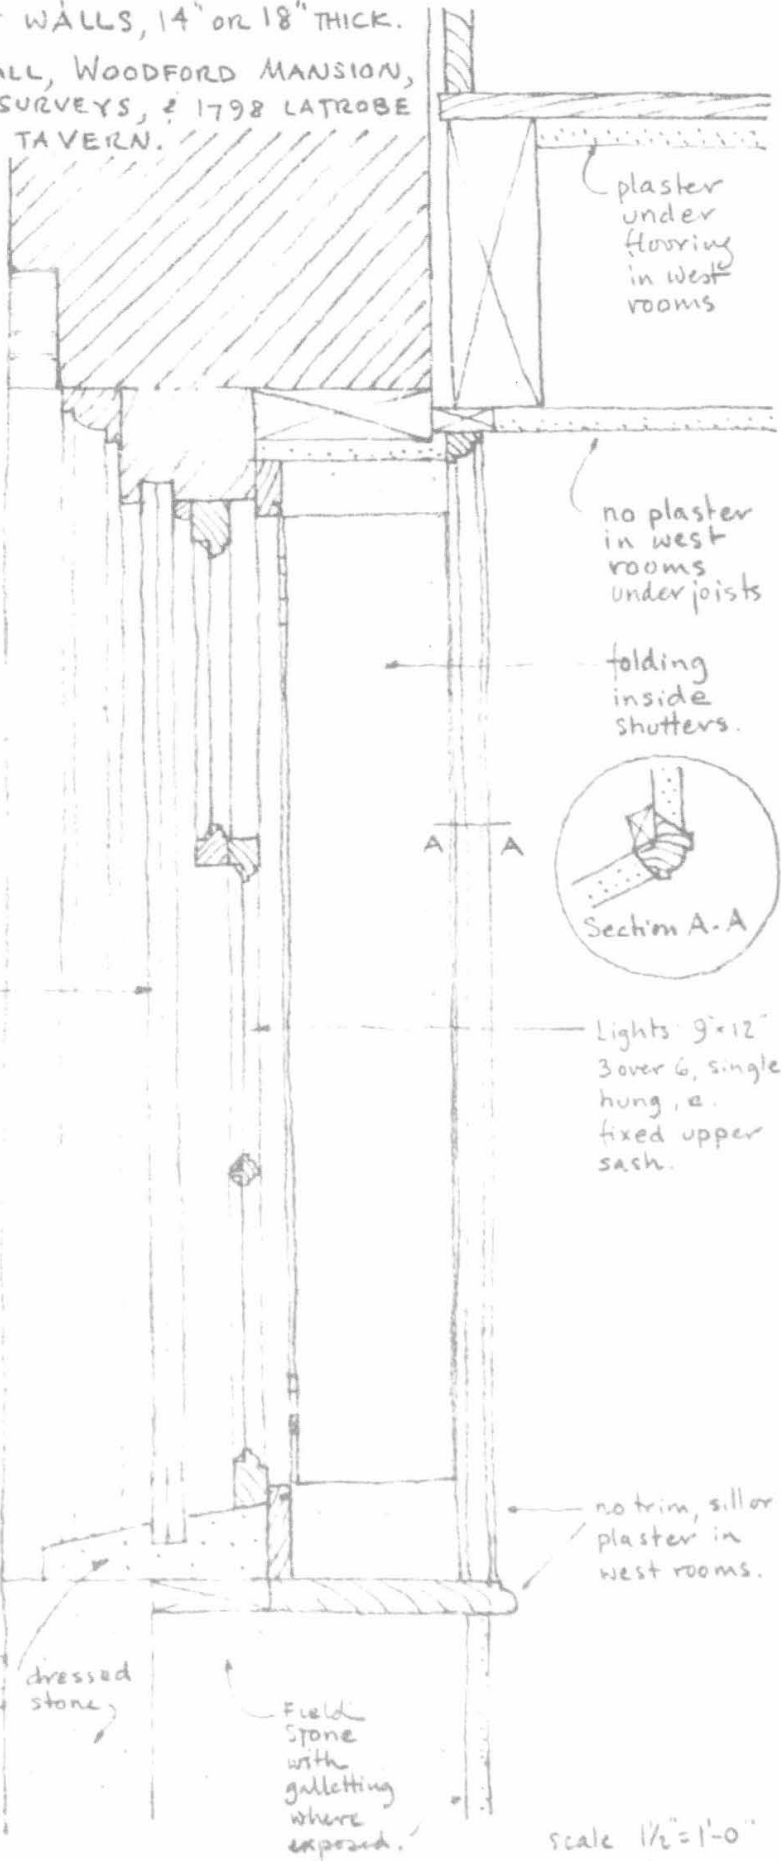 WALLS, 14" OR 18" THICK.
ALL, WOODFORD MANSION,
SURVEYS, & 1798 LATROBE
TAVERN.
plaster
under
flooring
in west
rooms
no plaster
in west
rooms
under joists
folding
inside
shutters.
A A
Section A-A
Lights 9"x12"
3 over 6, single
hung, e.
fixed upper
sash.
no trim, sill or
plaster in
west rooms.
dressed
stone,
Field
Stone
with
galletting
where
exposed.
scale 1½"=1'-0"